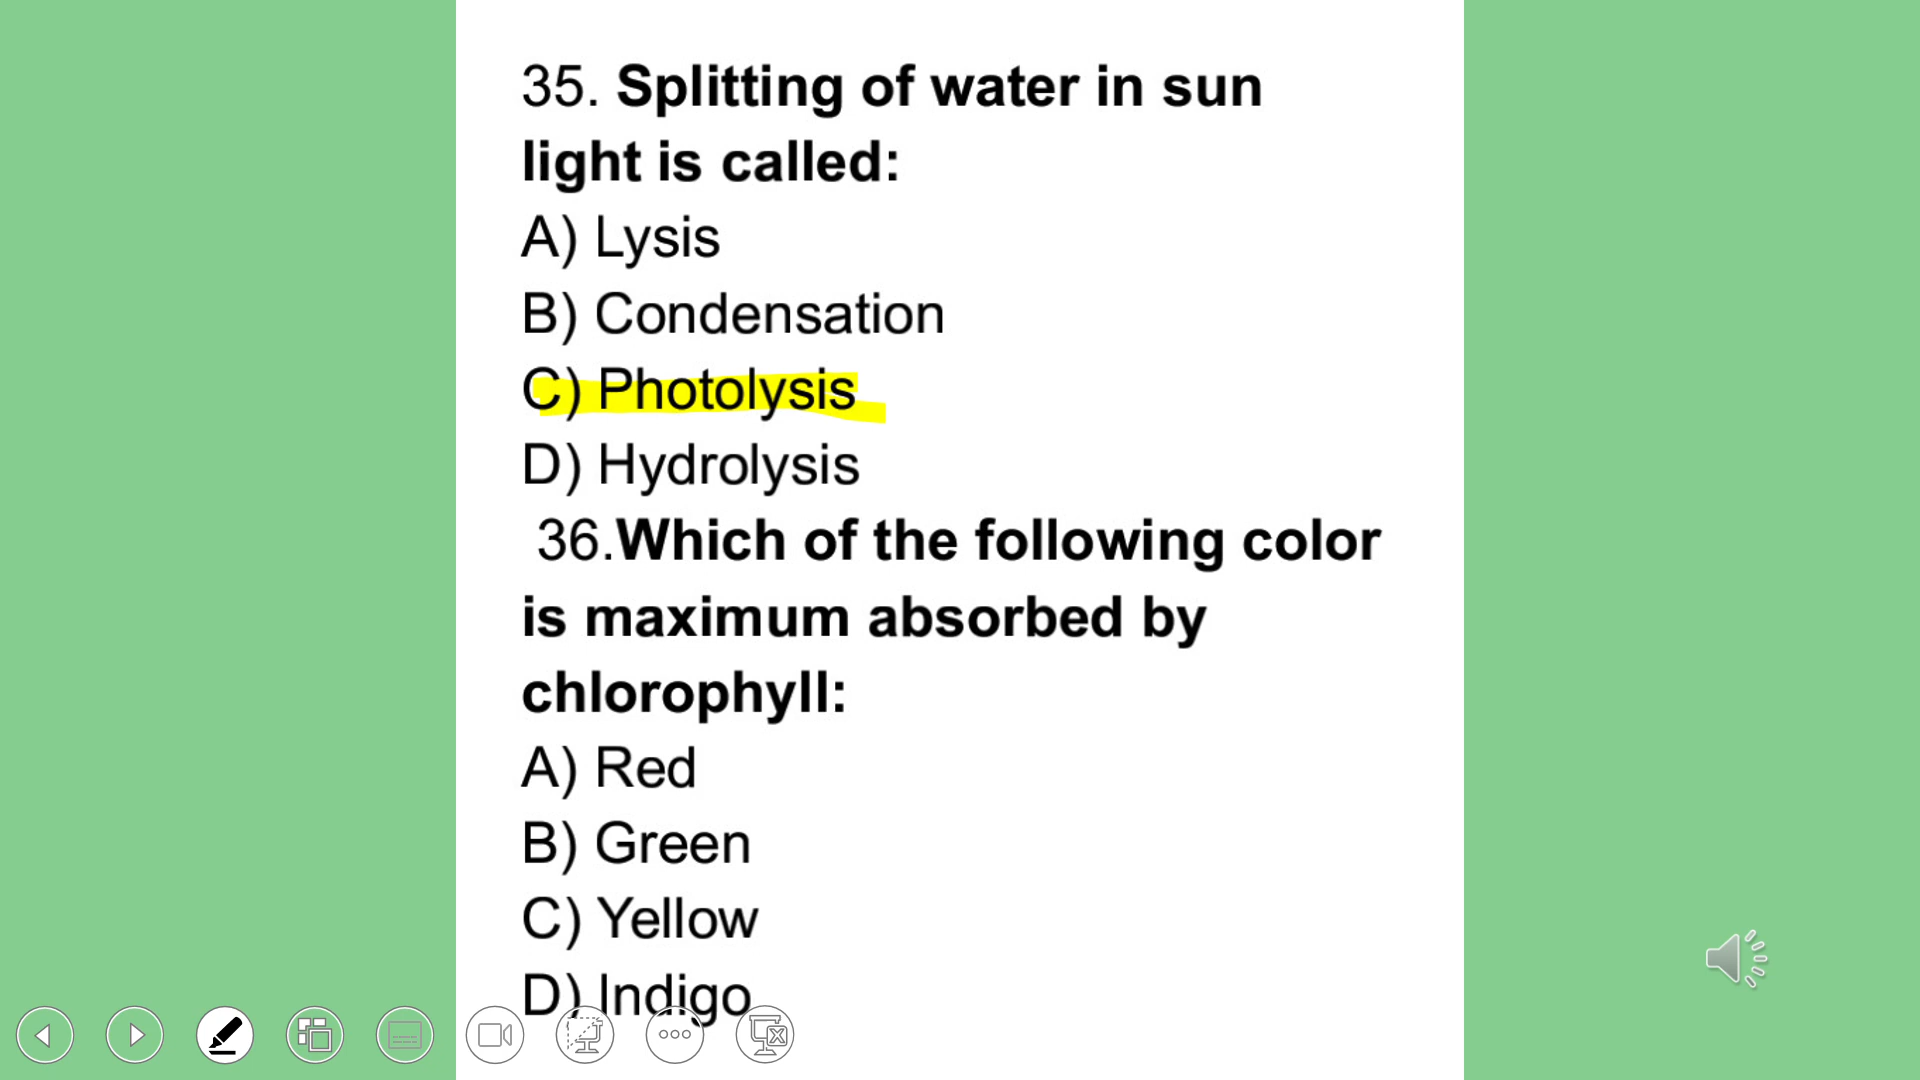 35. Splitting of water in sun
light is called:
A) Lysis
B) Condensation
C) Photolysis
D) Hydrolysis
36.Which of the following color
is maximum absorbed by
chlorophyll:
A) Red
B) Green
C) Yellow
D) Indigo